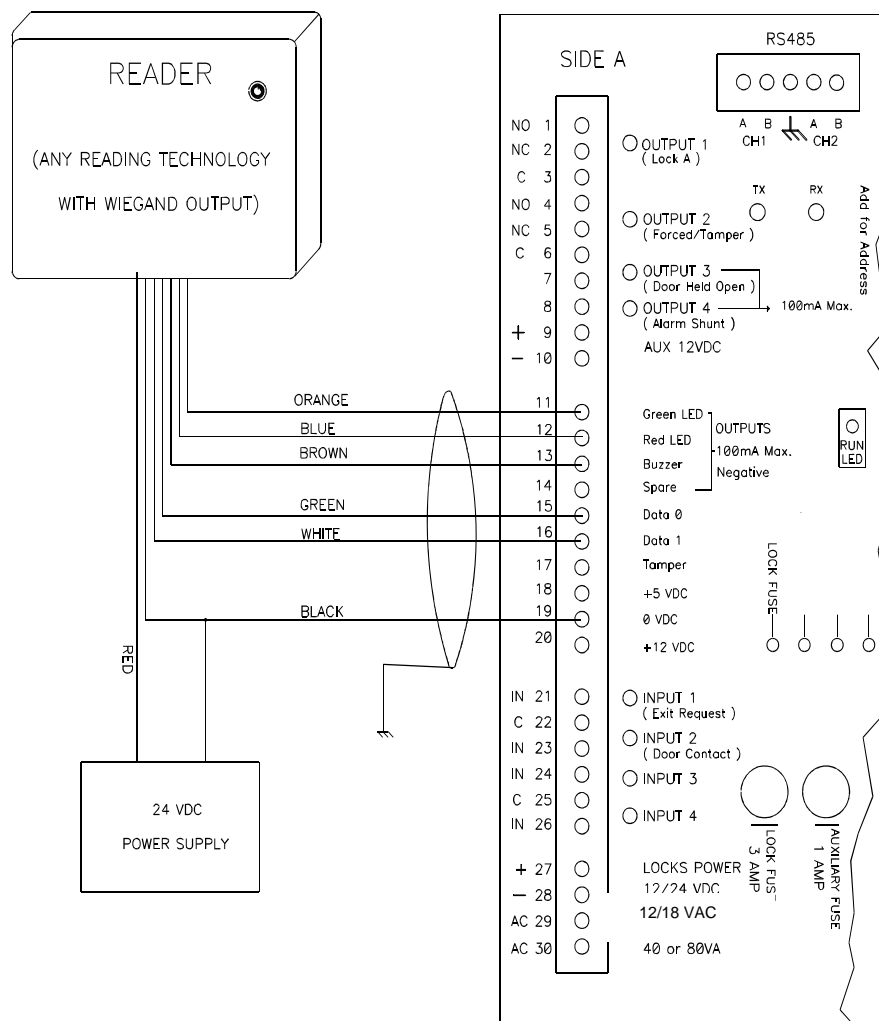 READER
(ANY READING TECHNOLOGY
WITH WIEGAND OUTPUT)
ORANGE
BLUE
BROWN
GREEN
WHITE
BLACK
RED
24 VDC
POWER SUPPLY
SIDE A
RS485
A B A B
CH1 CH2
TX RX
Add for Address
NO 1
NC 2
C 3
NO 4
NC 5
C 6
7
8
+ 9
− 10
11
12
13
14
15
16
17
18
19
20
IN 21
C 22
IN 23
IN 24
C 25
IN 26
+ 27
− 28
AC 29
AC 30
OUTPUT 1
( Lock A )
OUTPUT 2
( Forced/Tamper )
OUTPUT 3
( Door Held Open )
OUTPUT 4
( Alarm Shunt )
100mA Max.
AUX 12VDC
Green LED
Red LED
Buzzer
Spare
OUTPUTS
100mA Max.
Negative
RUN
LED
Data 0
Data 1
Tamper
+5 VDC
0 VDC
+12 VDC
LOCK FUSE
INPUT 1
( Exit Request )
INPUT 2
( Door Contact )
INPUT 3
INPUT 4
LOCKS POWER
12/24 VDC
12/18 VAC
40 or 80VA
LOCK
3 AMP
AUXILIARY FUSE
1 AMP